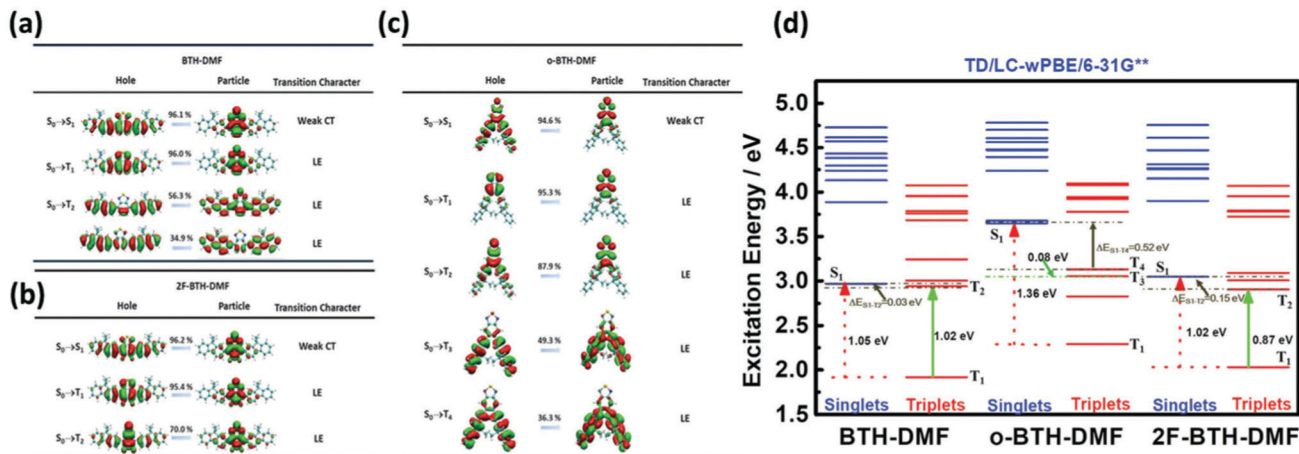 (a)
BTH-DMF
Hole Particle Transition Character
S0→S1 96.1 % Weak CT
S0→T1 96.0 % LE
S0→T2 56.3 % LE
34.9 % LE
(b)
2F-BTH-DMF
Hole Particle Transition Character
S0→S1 96.2 % Weak CT
S0→T1 95.4 % LE
S0→T2 70.0 % LE
(c)
o-BTH-DMF
Hole Particle Transition Character
S0→S1 94.6 % Weak CT
S0→T1 95.3 % LE
S0→T2 87.9 % LE
S0→T3 49.3 % LE
S0→T4 36.3 % LE
(d)
TD/LC-wPBE/6-31G**
Excitation Energy / eV
5.0
4.5
4.0
3.5
3.0
2.5
2.0
1.5
S1
ΔES1-T2=0.03 eV
T2
1.05 eV
1.02 eV
T1
S1
ΔES1-T4=0.52 eV
0.08 eV
T4
T3
1.36 eV
T1
S1
ΔES1-T2=0.15 eV
T2
1.02 eV
0.87 eV
T1
Singlets Triplets Singlets Triplets Singlets Triplets
BTH-DMF o-BTH-DMF 2F-BTH-DMF